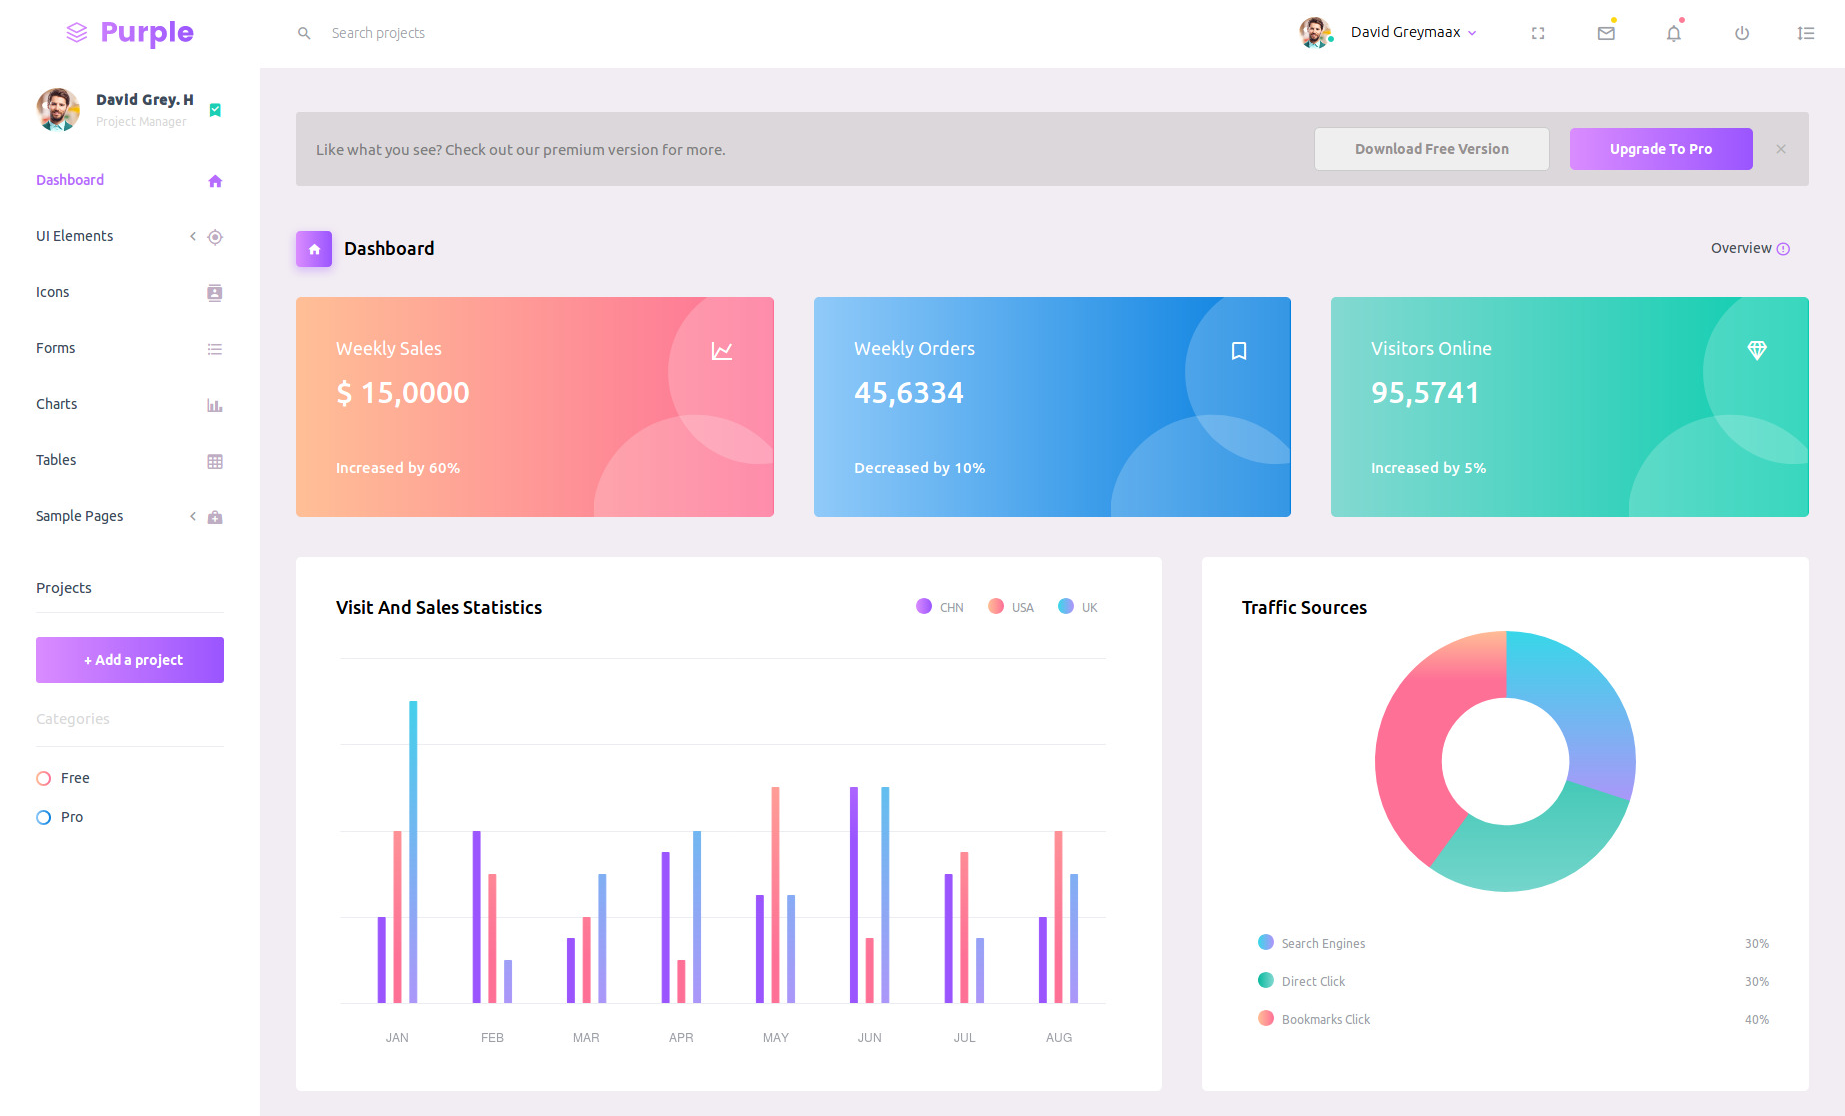 Purple
Search projects
David Greymaax
David Grey. H
Project Manager
Dashboard
UI Elements
Icons
Forms
Charts
Tables
Sample Pages
Projects
+ Add a project
Categories
Free
Pro
Like what you see? Check out our premium version for more.
Download Free Version
Upgrade To Pro
Dashboard
Overview
Weekly Sales
$ 15,0000
Increased by 60%
Weekly Orders
45,6334
Decreased by 10%
Visitors Online
95,5741
Increased by 5%
Visit And Sales Statistics
CHN USA UK
JAN FEB MAR APR MAY JUN JUL AUG
Traffic Sources
Search Engines 30%
Direct Click 30%
Bookmarks Click 40%